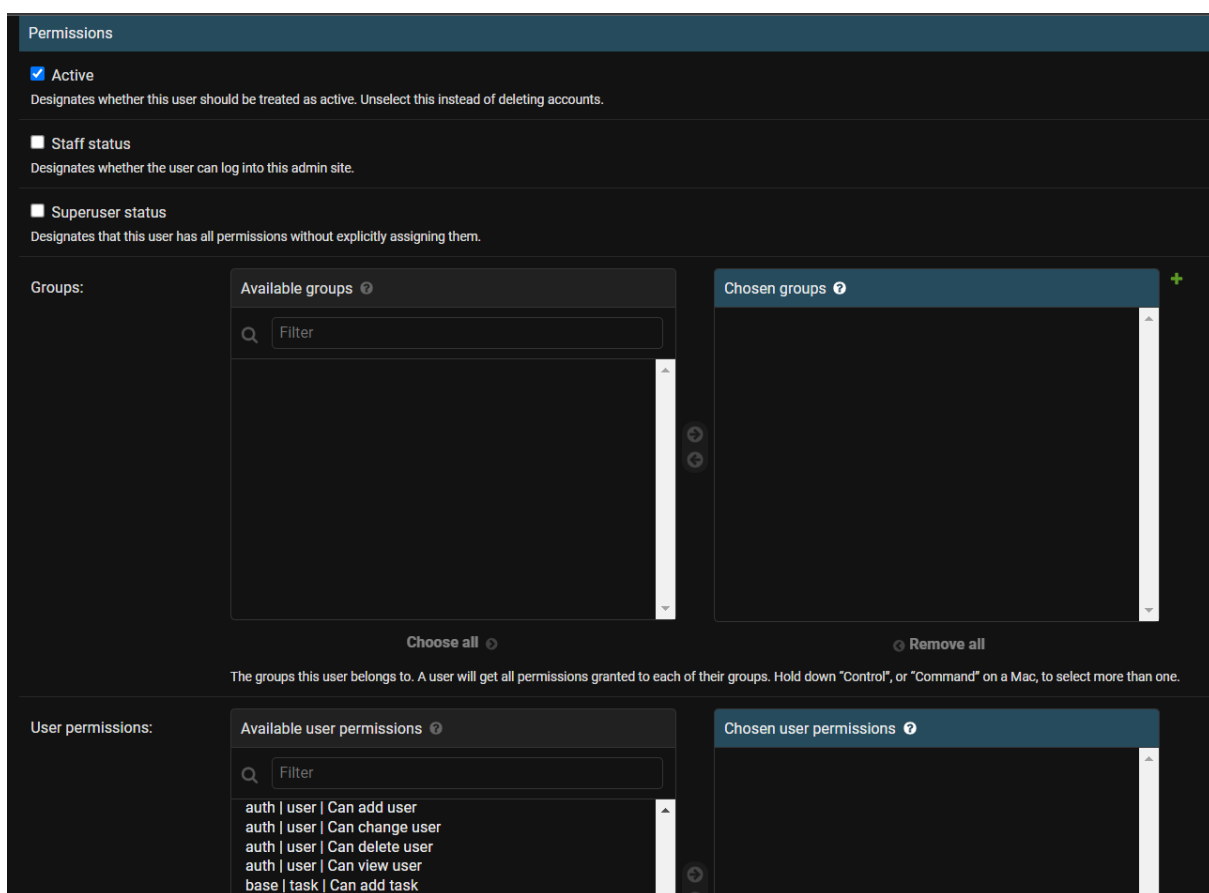 Permissions
Active
Designates whether this user should be treated as active. Unselect this instead of deleting accounts.
Staff status
Designates whether the user can log into this admin site.
Superuser status
Designates that this user has all permissions without explicitly assigning them.
Groups:
Available groups
Filter
Chosen groups
Choose all
Remove all
The groups this user belongs to. A user will get all permissions granted to each of their groups. Hold down “Control”, or “Command” on a Mac, to select more than one.
User permissions:
Available user permissions
Filter
auth | user | Can add user
auth | user | Can change user
auth | user | Can delete user
auth | user | Can view user
base | task | Can add task
Chosen user permissions